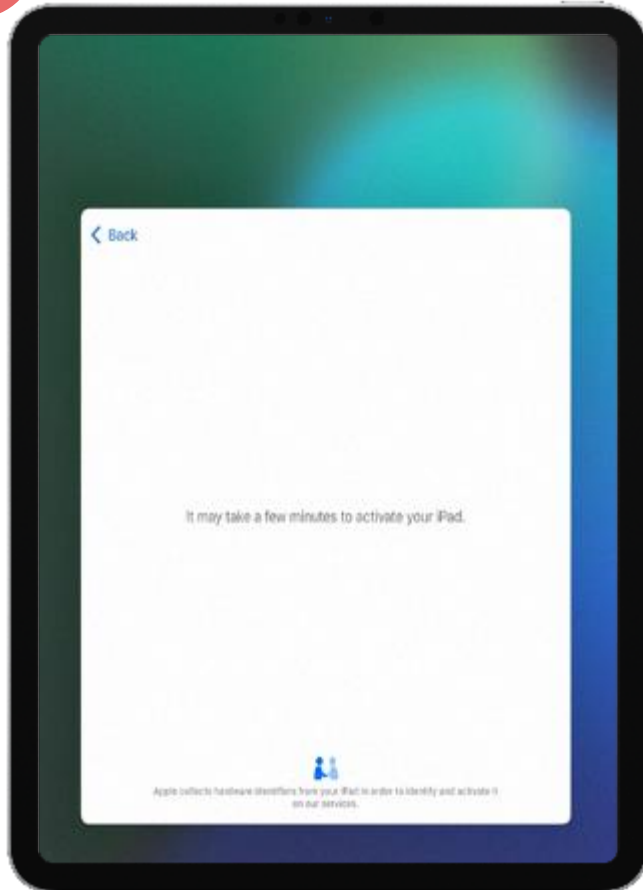 Back
It may take a few minutes to activate your iPad.
Apple collects hardware identifiers from your iPad in order to identify and activate it
on our services.